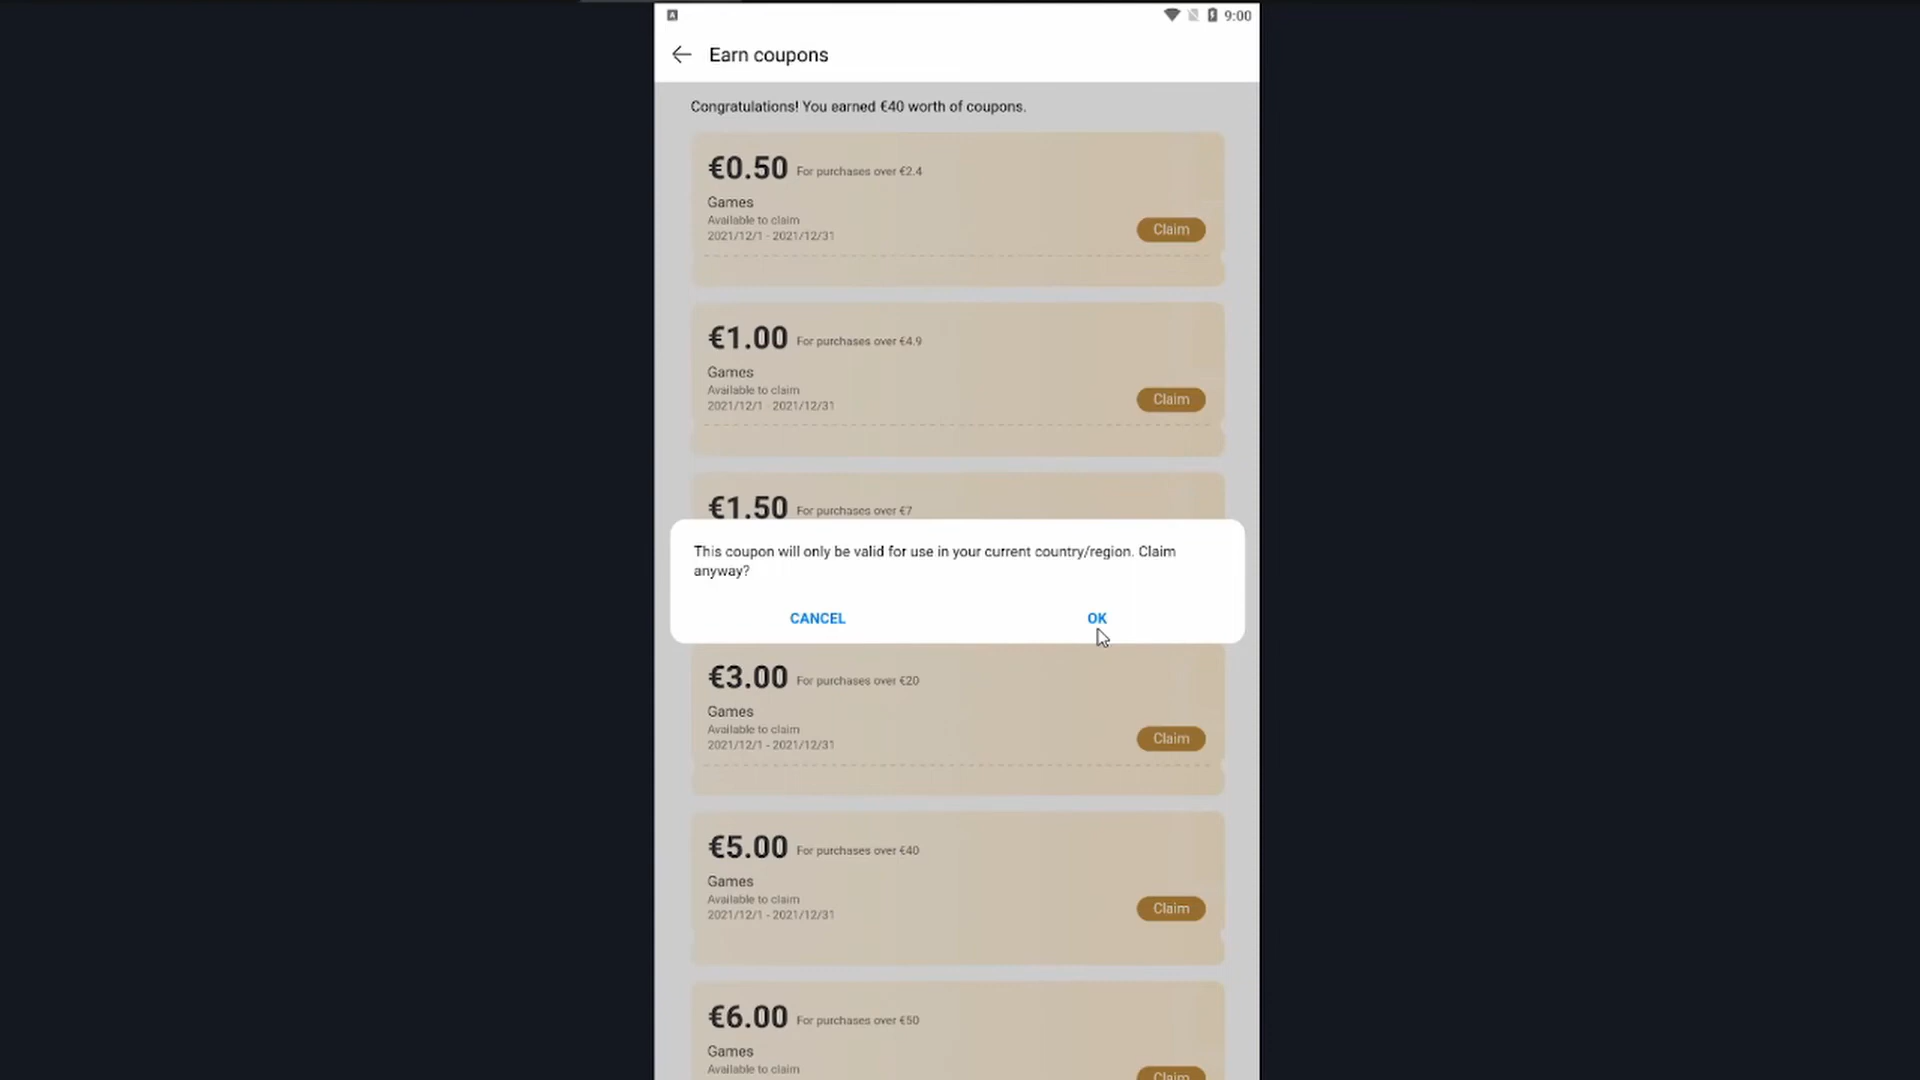 9:00
Earn coupons
Congratulations! You earned €40 worth of coupons.
€0.50 For purchases over €2.4
Games
Available to claim
2021/12/1 - 2021/12/31
Claim
€1.00 For purchases over €4.9
Games
Available to claim
2021/12/1 - 2021/12/31
Claim
€1.50 For purchases over €7
This coupon will only be valid for use in your current country/region. Claim
anyway?
CANCEL OK
€3.00 For purchases over €20
Games
Available to claim
2021/12/1 - 2021/12/31
Claim
€5.00 For purchases over €40
Games
Available to claim
2021/12/1 - 2021/12/31
Claim
€6.00 For purchases over €50
Games
Available to claim
Claim